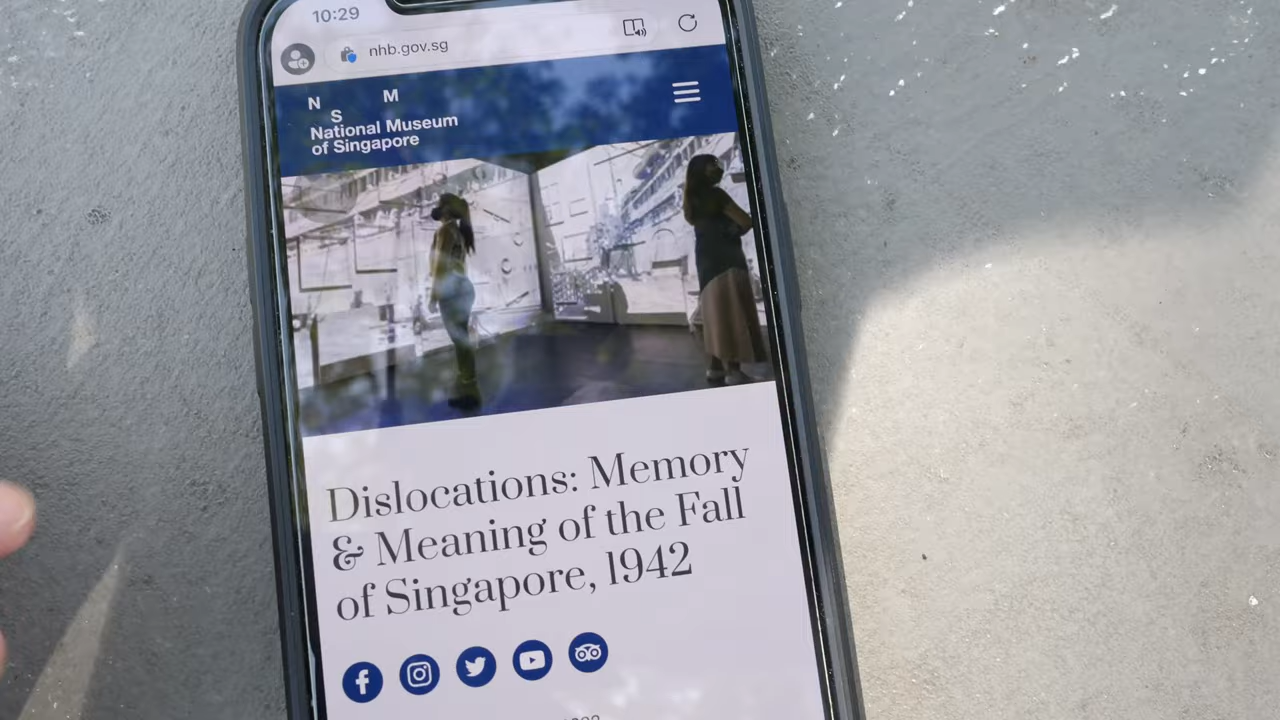 10:29
nhb.gov.sg
N M
S
National Museum
of Singapore
Dislocations: Memory
& Meaning of the Fall
of Singapore, 1942